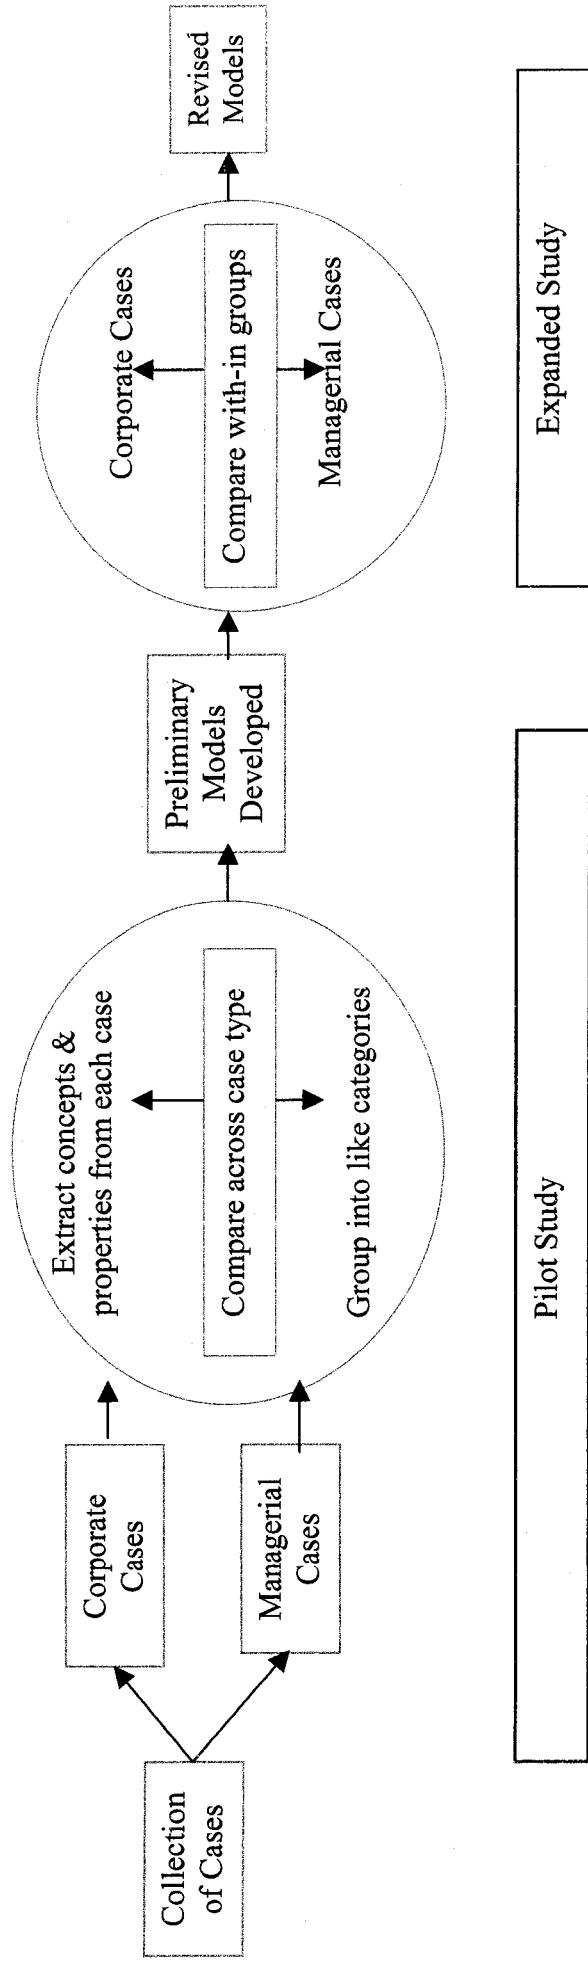 Collection
of Cases
Corporate
Cases
Managerial
Cases
Extract concepts &
properties from each case
Compare across case type
Group into like categories
Preliminary
Models
Developed
Corporate Cases
Compare with-in groups
Managerial Cases
Revised
Models
Pilot Study
Expanded Study